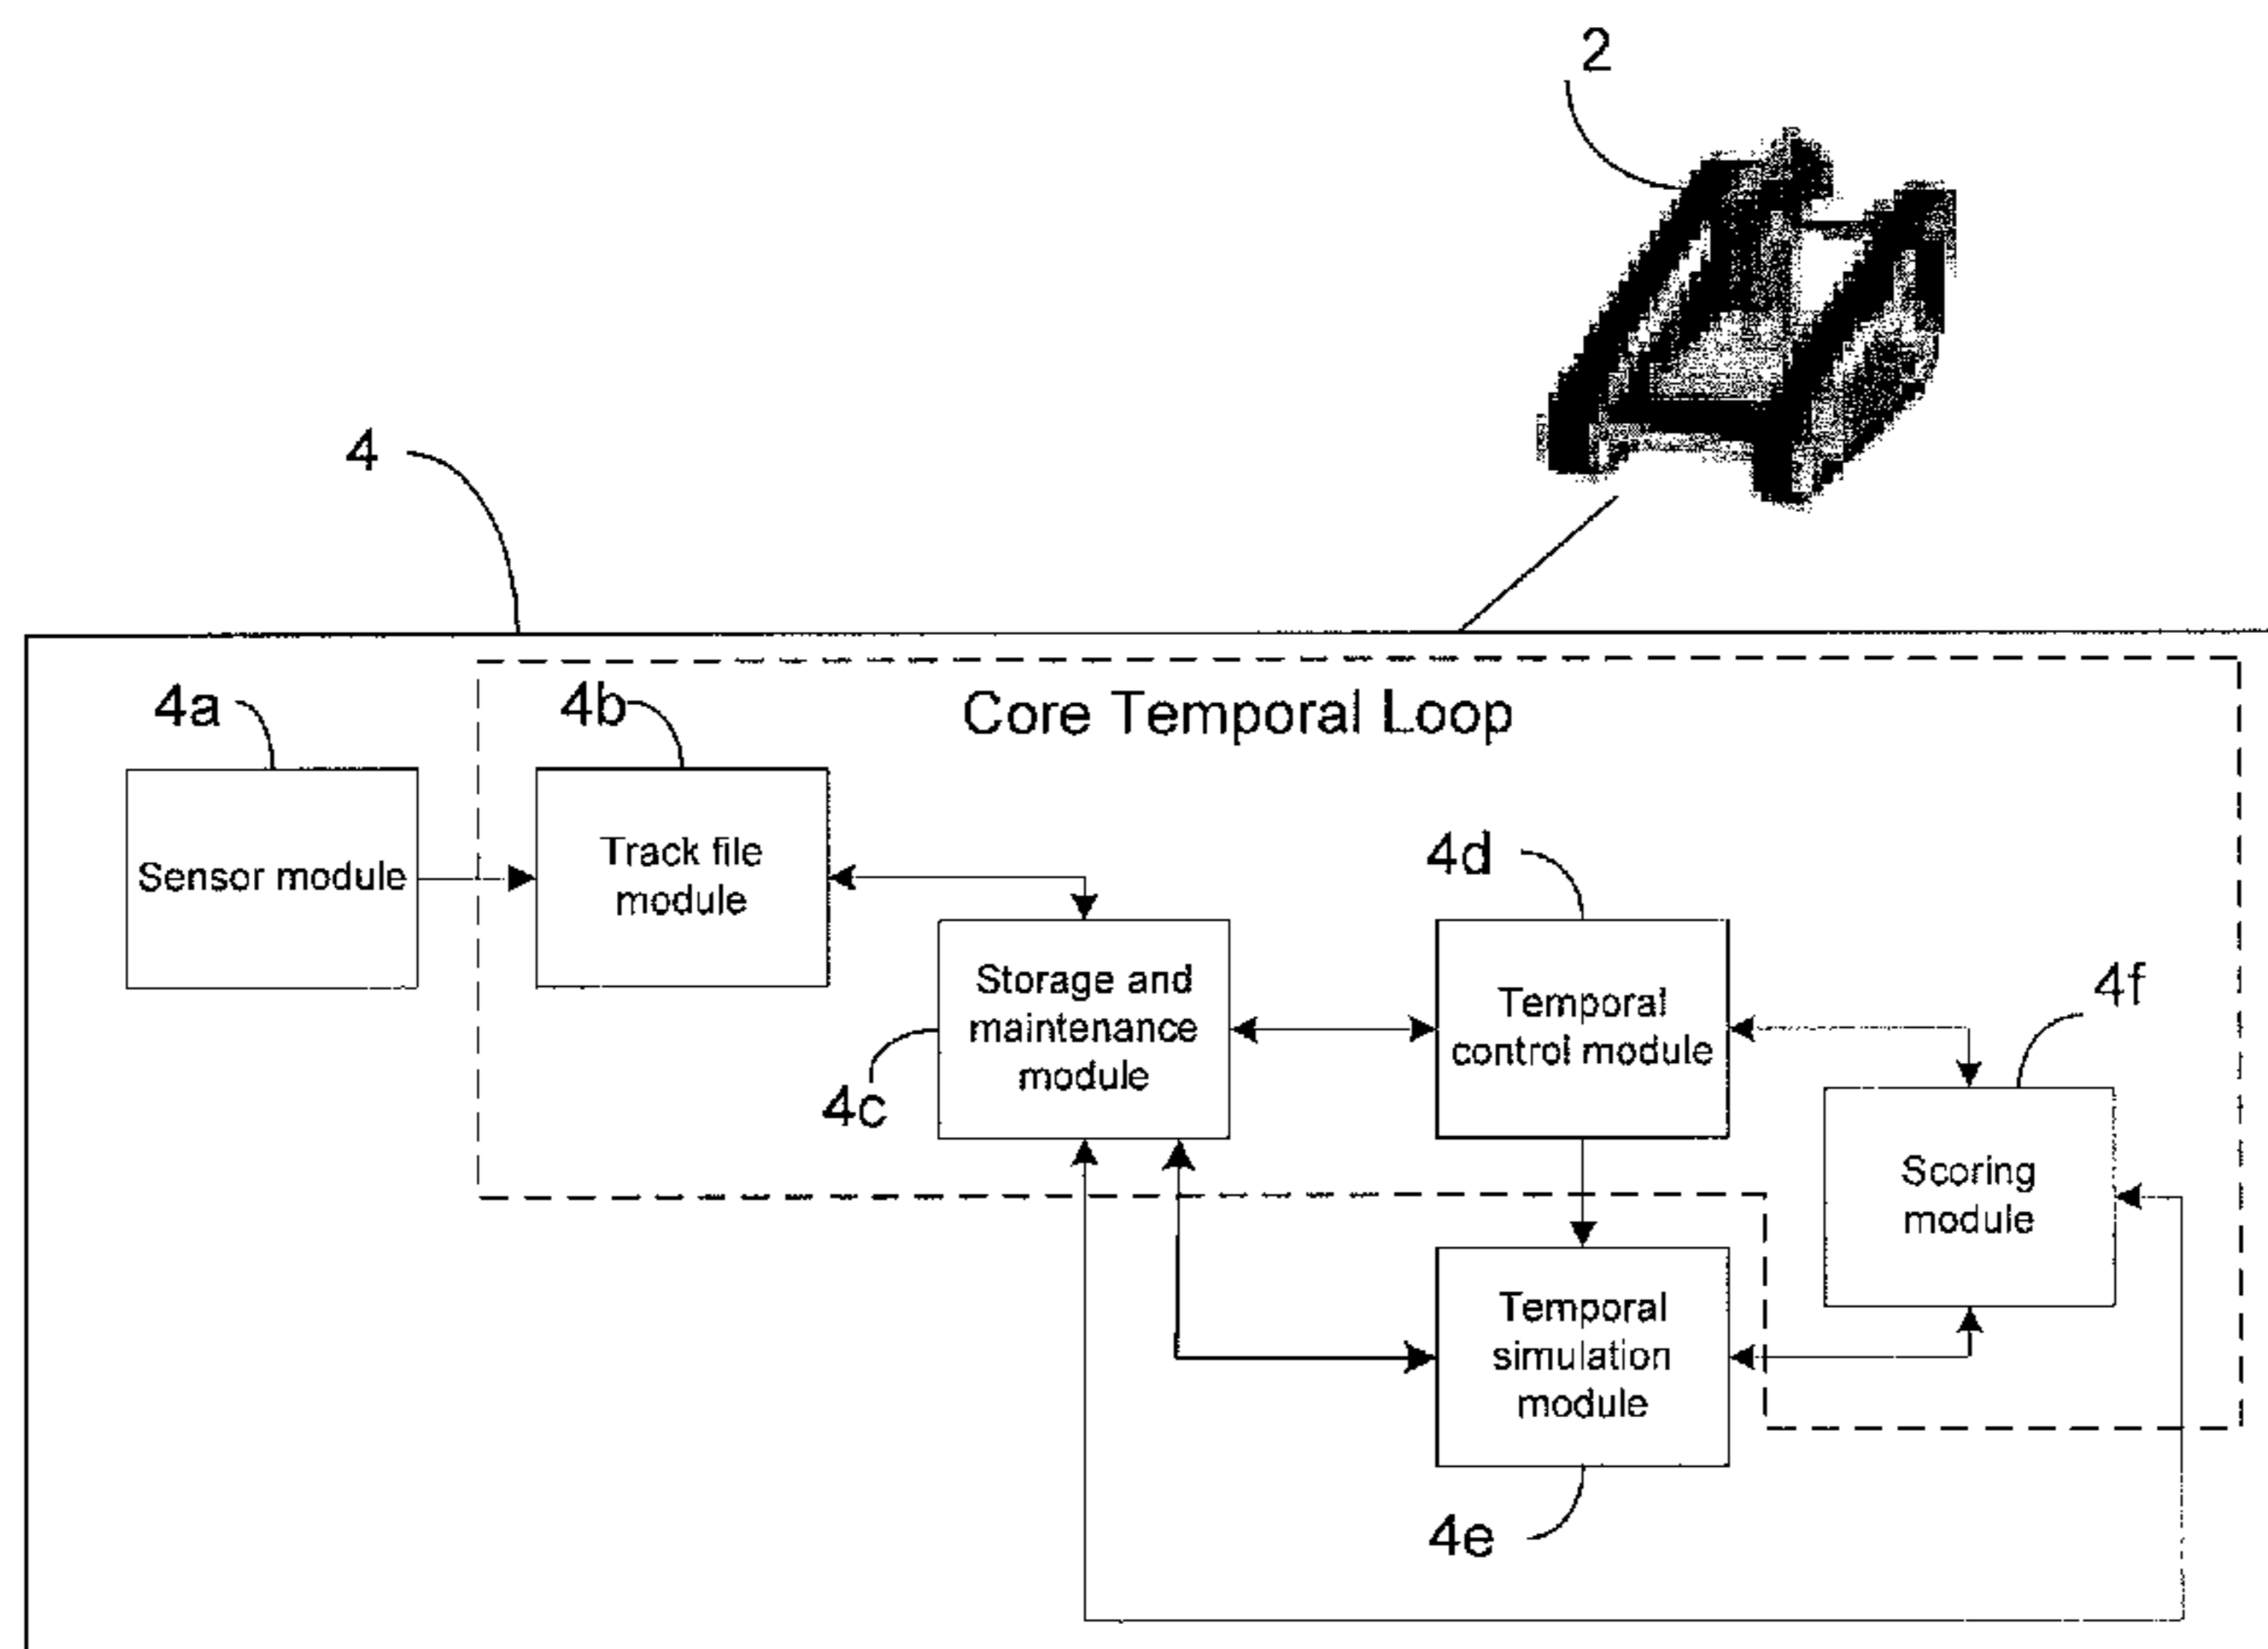 2
4
4a
4b
Core Temporal Loop
Sensor module
Track file
module
4c
Storage and
maintenance
module
4d
Temporal
control module
4f
Scoring
module
Temporal
simulation
module
4e